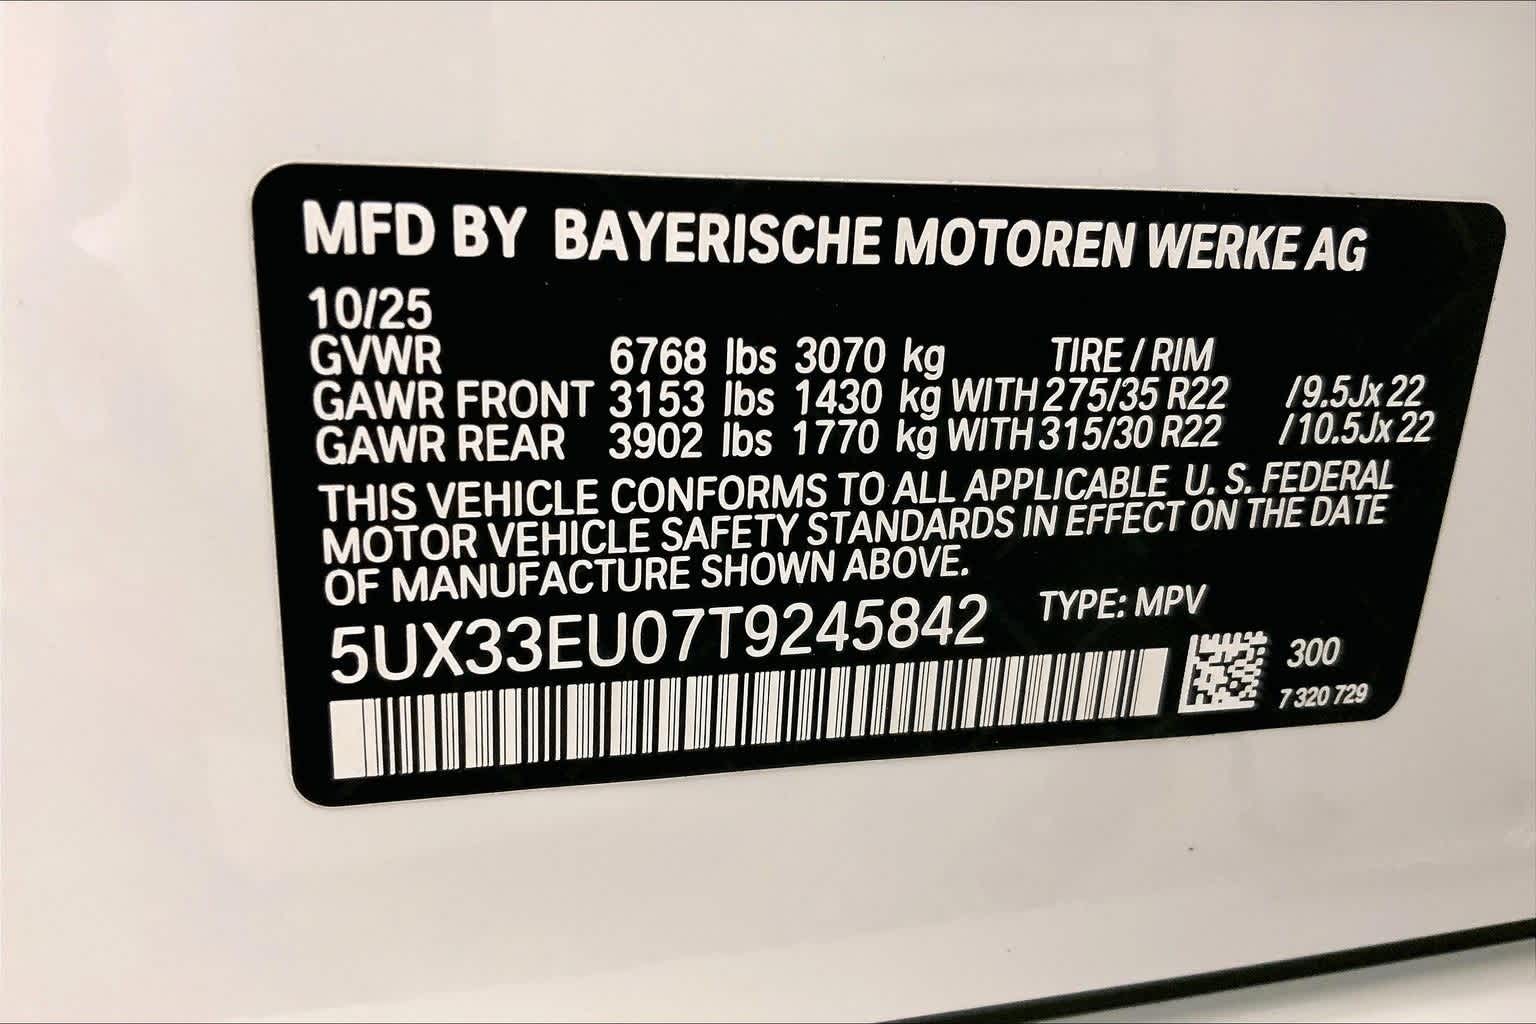 MFD BY BAYERISCHE MOTOREN WERKE AG
10/25
GVWR 6768 lbs 3070 kg TIRE / RIM
GAWR FRONT 3153 lbs 1430 kg WITH 275/35 R22 /9.5Jx 22
GAWR REAR 3902 lbs 1770 kg WITH 315/30 R22 /10.5Jx 22
THIS VEHICLE CONFORMS TO ALL APPLICABLE U. S. FEDERAL
MOTOR VEHICLE SAFETY STANDARDS IN EFFECT ON THE DATE
OF MANUFACTURE SHOWN ABOVE.
5UX33EU07T9245842 TYPE: MPV
300
7 320 729